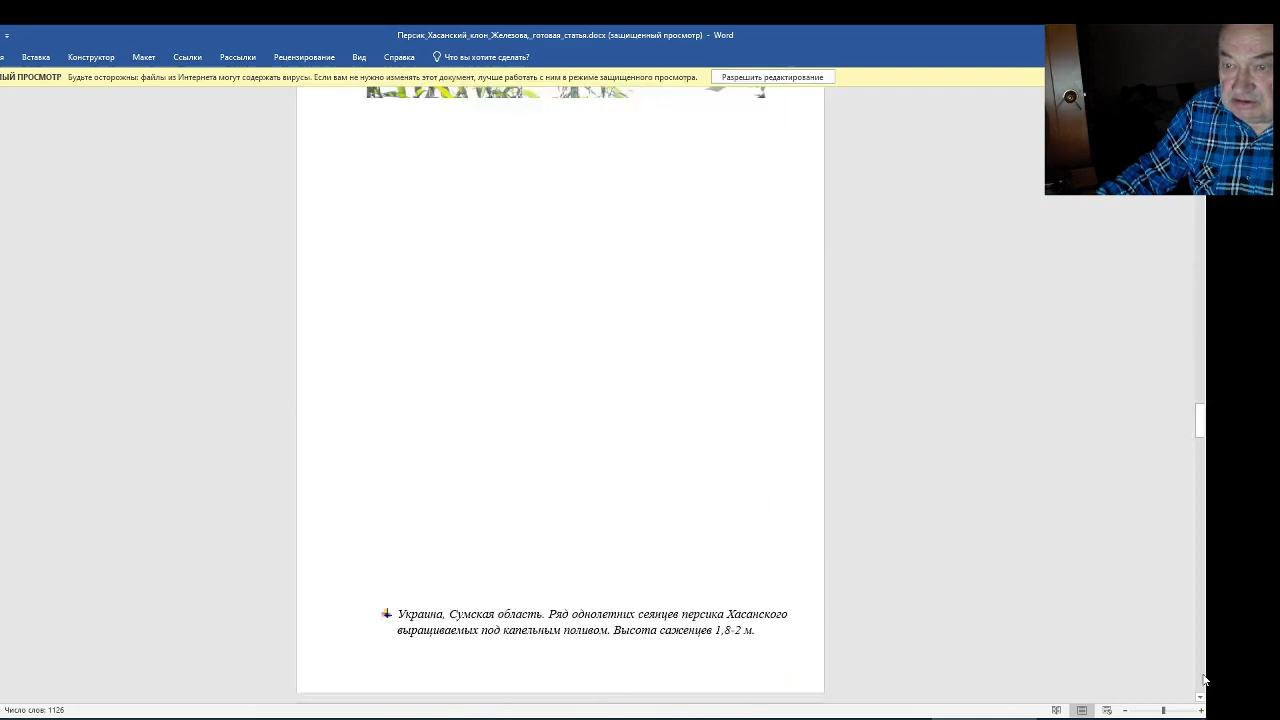 Персик_Хасанский_клон_Железова,_готовая_статья.docx (защищенный просмотр) - Word
Вставка Конструктор Макет Ссылки Рассылки Рецензирование Вид Справка Что вы хотите сделать?
ЫЙ ПРОСМОТР Будьте осторожны: файлы из Интернета могут содержать вирусы. Если вам не нужно изменять этот документ, лучше работать с ним в режиме защищенного просмотра. Разрешить редактирование
Украина, Сумская область. Ряд однолетних сеянцев персика Хасанского
выращиваемых под капельным поливом. Высота саженцев 1,8-2 м.
Число слов: 1126